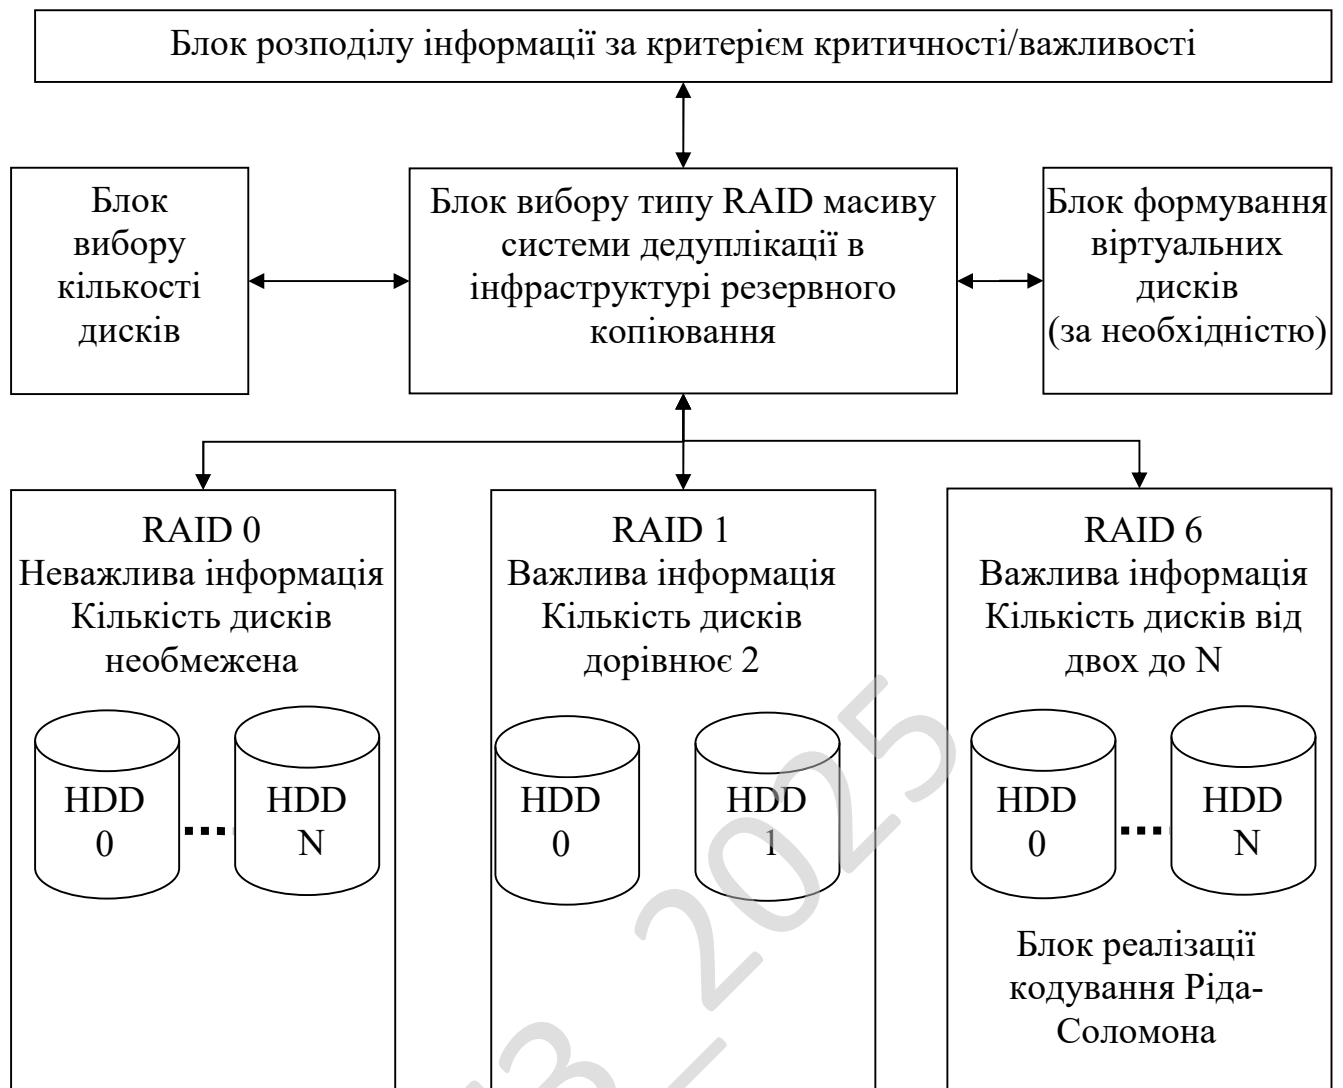 Блок розподілу інформації за критерієм критичності/важливості
Блок
вибору
кількості
дисків
Блок вибору типу RAID масиву
системи дедуплікації в
інфраструктурі резервного
копіювання
Блок формування
віртуальних
дисків
(за необхідністю)
RAID 0
Неважлива інформація
Кількість дисків
необмежена
HDD
0
HDD
N
RAID 1
Важлива інформація
Кількість дисків
дорівнює 2
HDD
0
HDD
1
RAID 6
Важлива інформація
Кількість дисків від
двох до N
HDD
0
HDD
N
Блок реалізації
кодування Ріда-
Соломона
3_2025